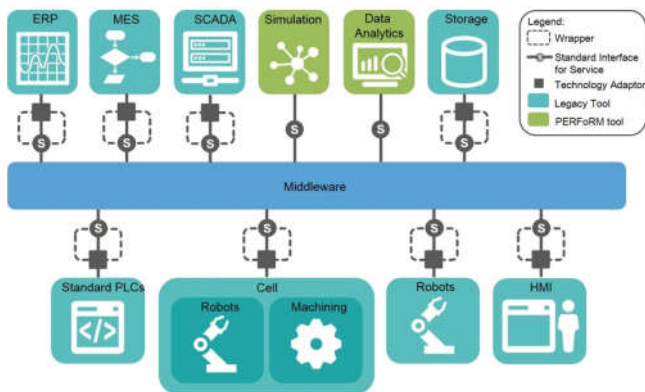 ERP
MES
SCADA
Simulation
Data
Analytics
Storage
Legend:
Wrapper
Standard Interface
for Service
Technology Adaptor
Legacy Tool
PERFoRM tool
S
S
S
S
S
S
Middleware
S
S
S
S
Standard PLCs
Cell
Robots
Machining
Robots
HMI